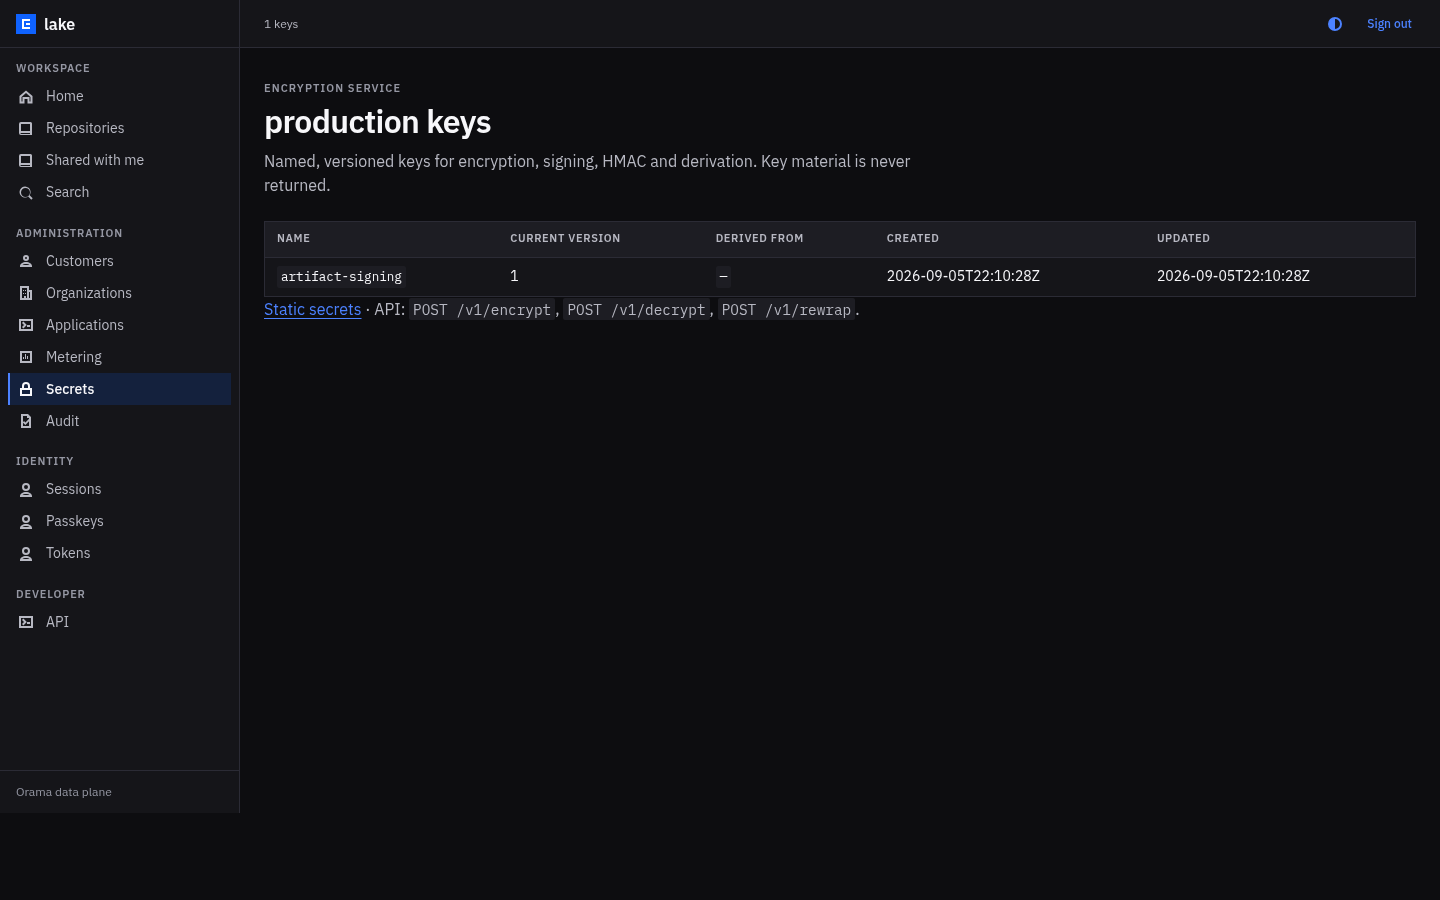 lake
1 keys
Sign out
WORKSPACE
Home
Repositories
Shared with me
Search
ADMINISTRATION
Customers
Organizations
Applications
Metering
Secrets
Audit
IDENTITY
Sessions
Passkeys
Tokens
DEVELOPER
API
Orama data plane
ENCRYPTION SERVICE
production keys
Named, versioned keys for encryption, signing, HMAC and derivation. Key material is never
returned.
NAME CURRENT VERSION DERIVED FROM CREATED UPDATED
artifact-signing 1 — 2026-09-05T22:10:28Z 2026-09-05T22:10:28Z
Static secrets · API: POST /v1/encrypt, POST /v1/decrypt, POST /v1/rewrap.